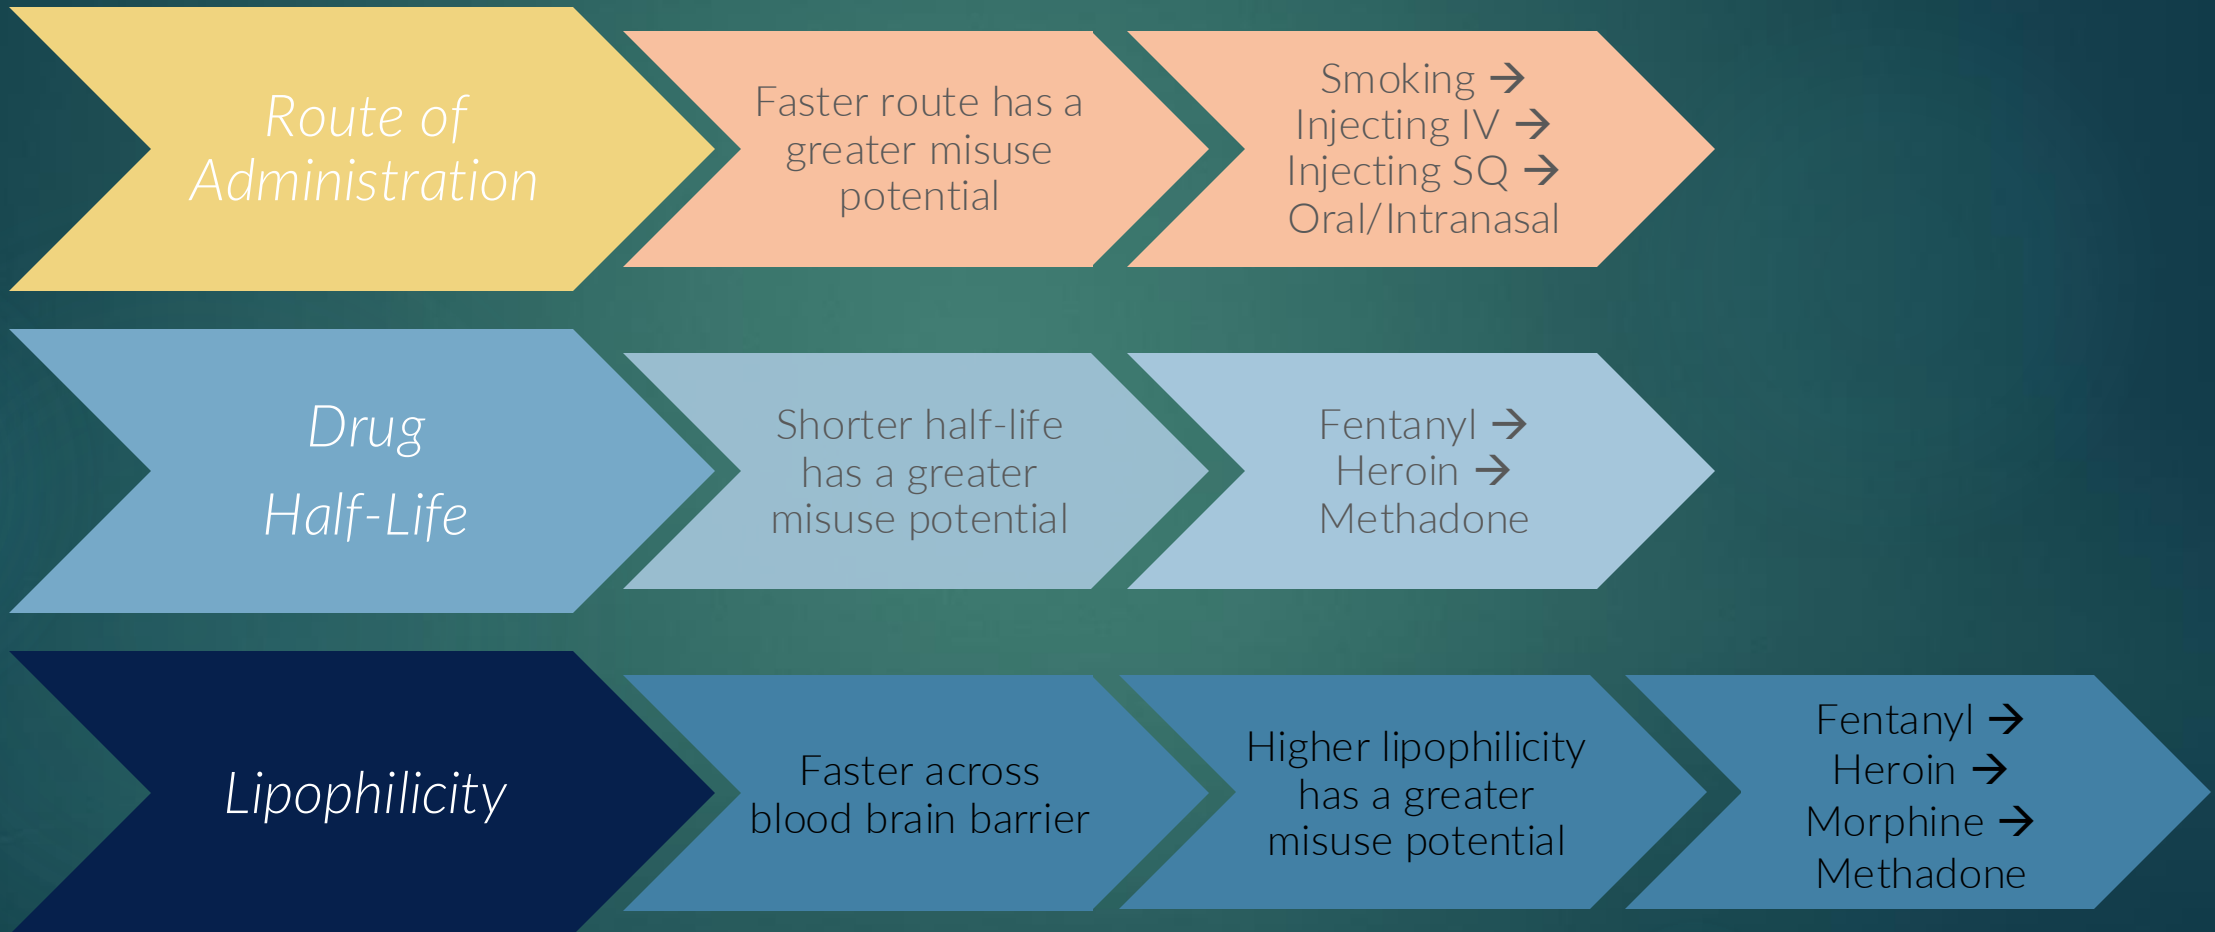 Route of
Administration
Faster route has a
greater misuse
potential
Smoking →
Injecting IV →
Injecting SQ →
Oral/Intranasal
Drug
Half-Life
Shorter half-life
has a greater
misuse potential
Fentanyl →
Heroin →
Methadone
Lipophilicity
Faster across
blood brain barrier
Higher lipophilicity
has a greater
misuse potential
Fentanyl →
Heroin →
Morphine →
Methadone